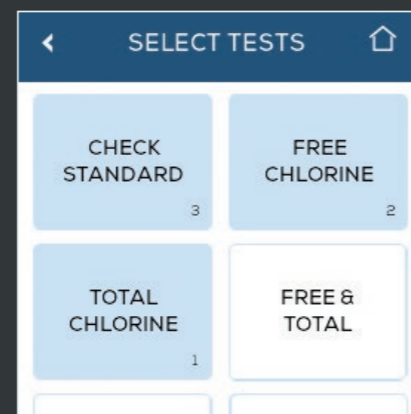 SELECT TESTS
CHECK
STANDARD
3
FREE
CHLORINE
2
TOTAL
CHLORINE
1
FREE &
TOTAL